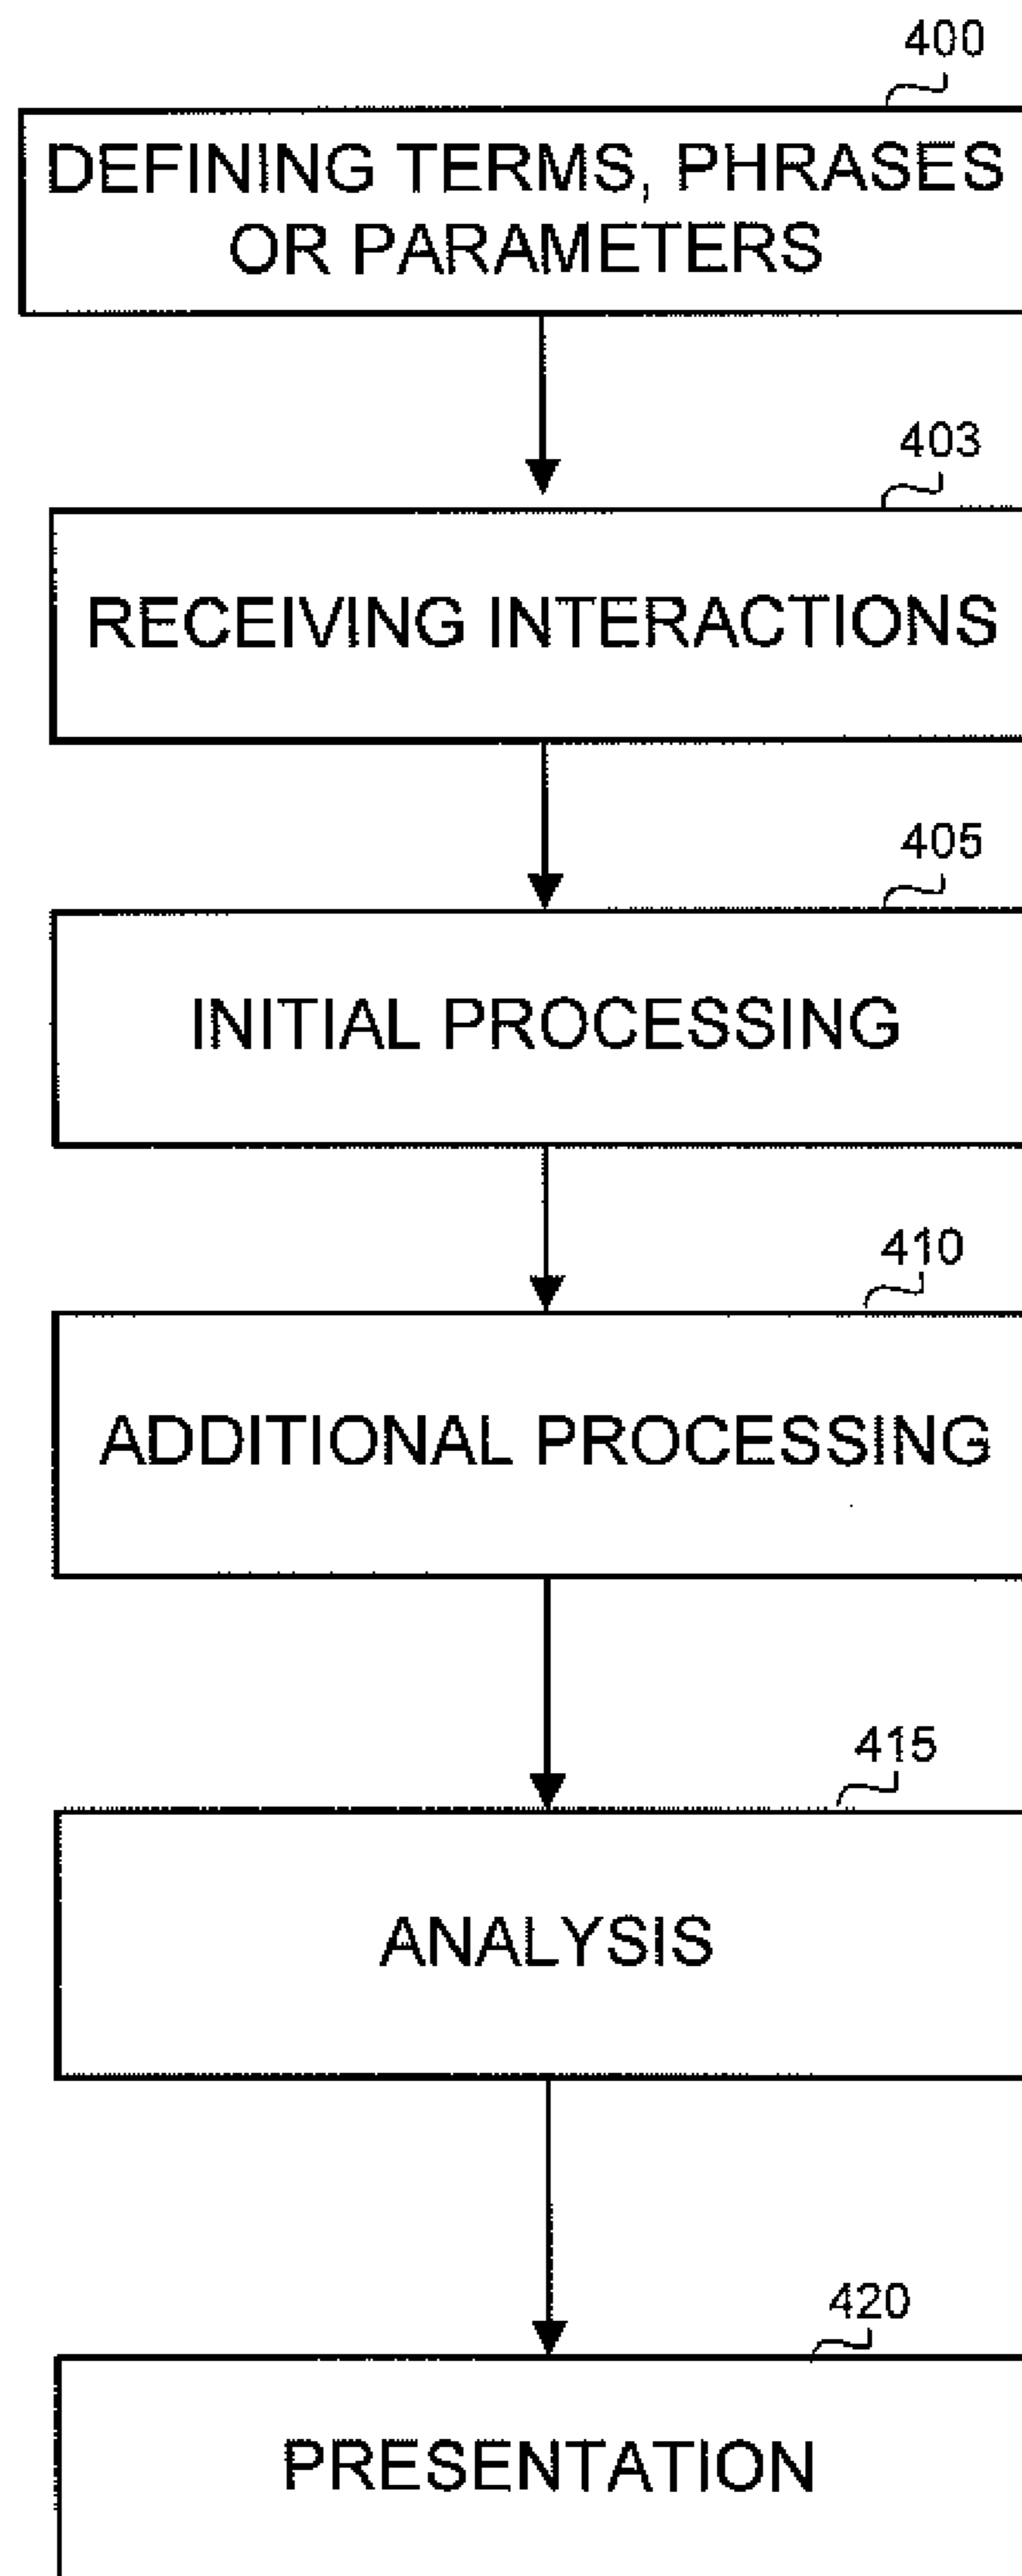 400
DEFINING TERMS, PHRASES
OR PARAMETERS
403
RECEIVING INTERACTIONS
405
INITIAL PROCESSING
410
ADDITIONAL PROCESSING
415
ANALYSIS
420
PRESENTATION